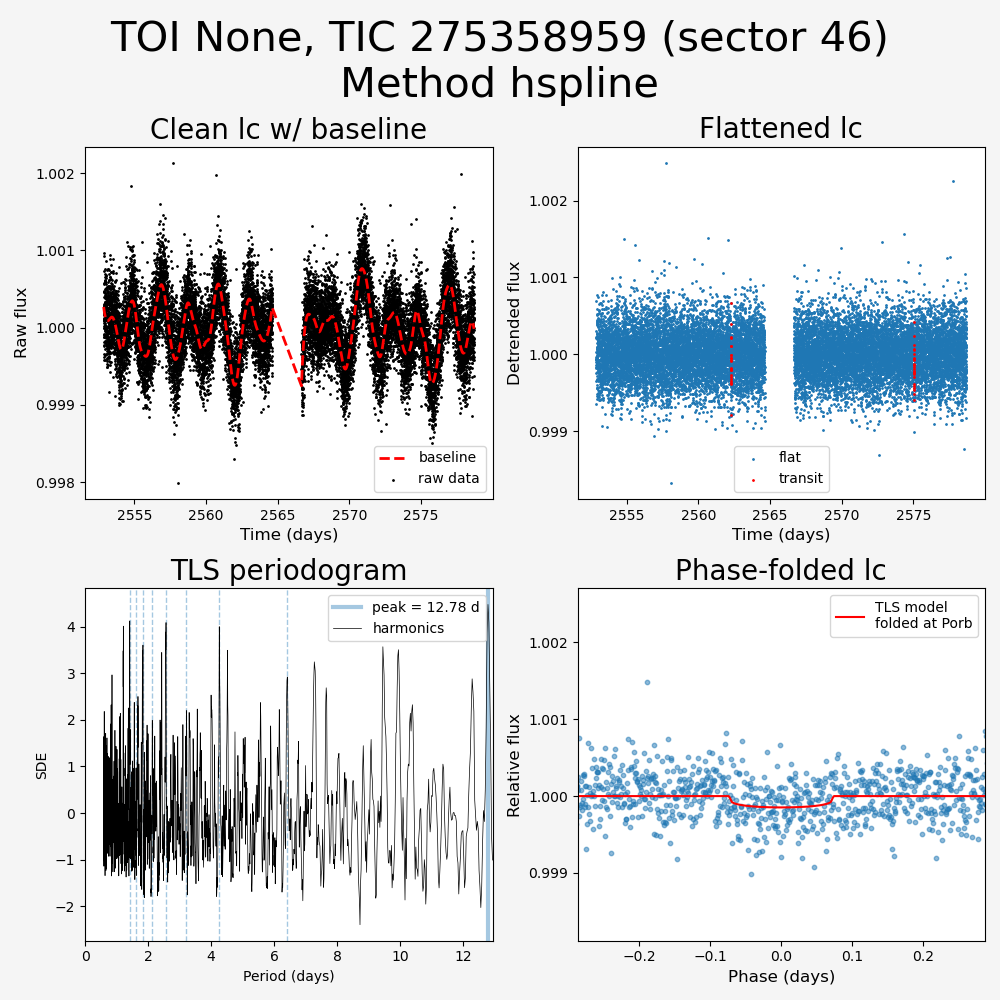 TOI None, TIC 275358959 (sector 46)
Method hspline
Clean lc w/ baseline
Raw flux
1.002
1.001
1.000
0.999
0.998
baseline
raw data
2555
2560
2565
2570
2575
Time (days)
Flattened lc
Detrended flux
1.002
1.001
1.000
0.999
flat
transit
2555
2560
2565
2570
2575
Time (days)
TLS periodogram
SDE
4
3
2
1
0
−1
−2
peak = 12.78 d
harmonics
0
2
4
6
8
10
12
Period (days)
Phase-folded lc
Relative flux
1.002
1.001
1.000
0.999
TLS model
folded at Porb
−0.2
−0.1
0.0
0.1
0.2
Phase (days)